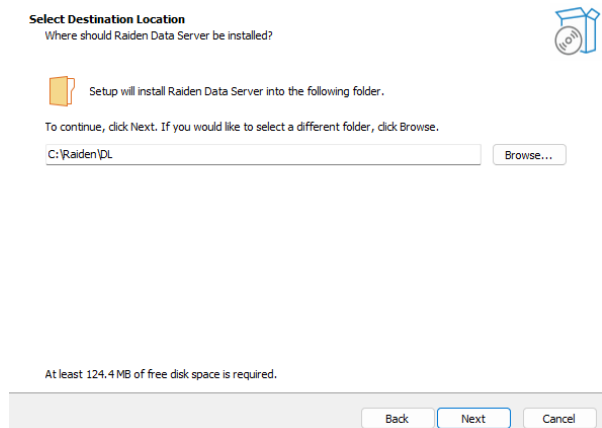 Select Destination Location
Where should Raiden Data Server be installed?
Setup will install Raiden Data Server into the following folder.
To continue, click Next. If you would like to select a different folder, click Browse.
C:\Raiden\DL
Browse...
At least 124.4 MB of free disk space is required.
Back
Next
Cancel